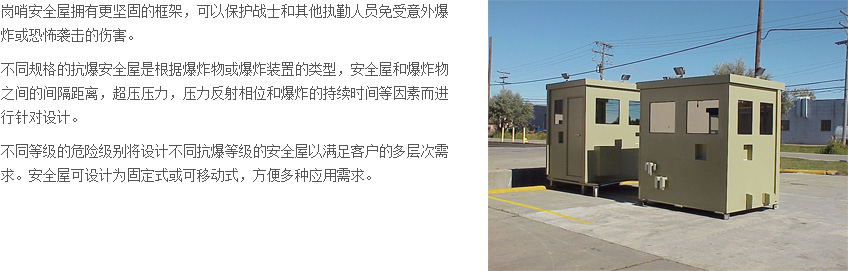 岗哨安全屋拥有更坚固的框架，可以保护战士和其他执勤人员免受意外爆
炸或恐怖袭击的伤害。
不同规格的抗爆安全屋是根据爆炸物或爆炸装置的类型，安全屋和爆炸物
之间的间隔距离，超压压力，压力反射相位和爆炸的持续时间等因素而进
行针对设计。
不同等级的危险级别将设计不同抗爆等级的安全屋以满足客户的多层次需
求。安全屋可设计为固定式或可移动式，方便多种应用需求。